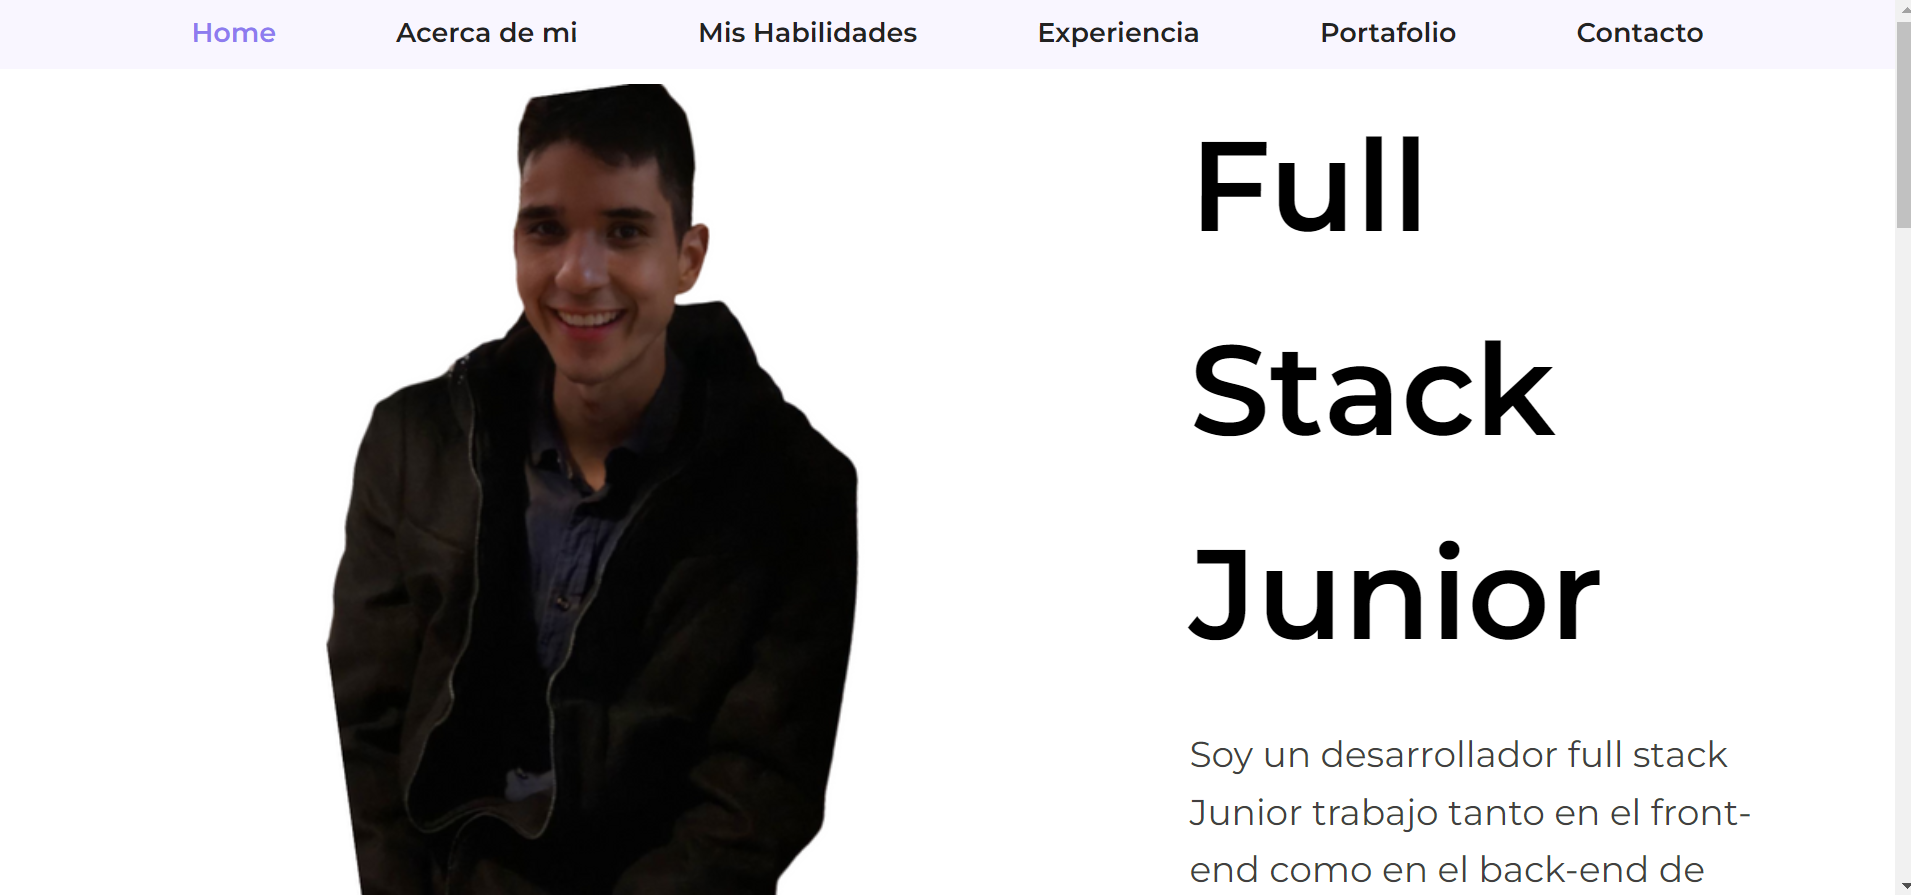 Home Acerca de mi Mis Habilidades Experiencia Portafolio Contacto
Full
Stack
Junior
Soy un desarrollador full stack
Junior trabajo tanto en el front-
end como en el back-end de